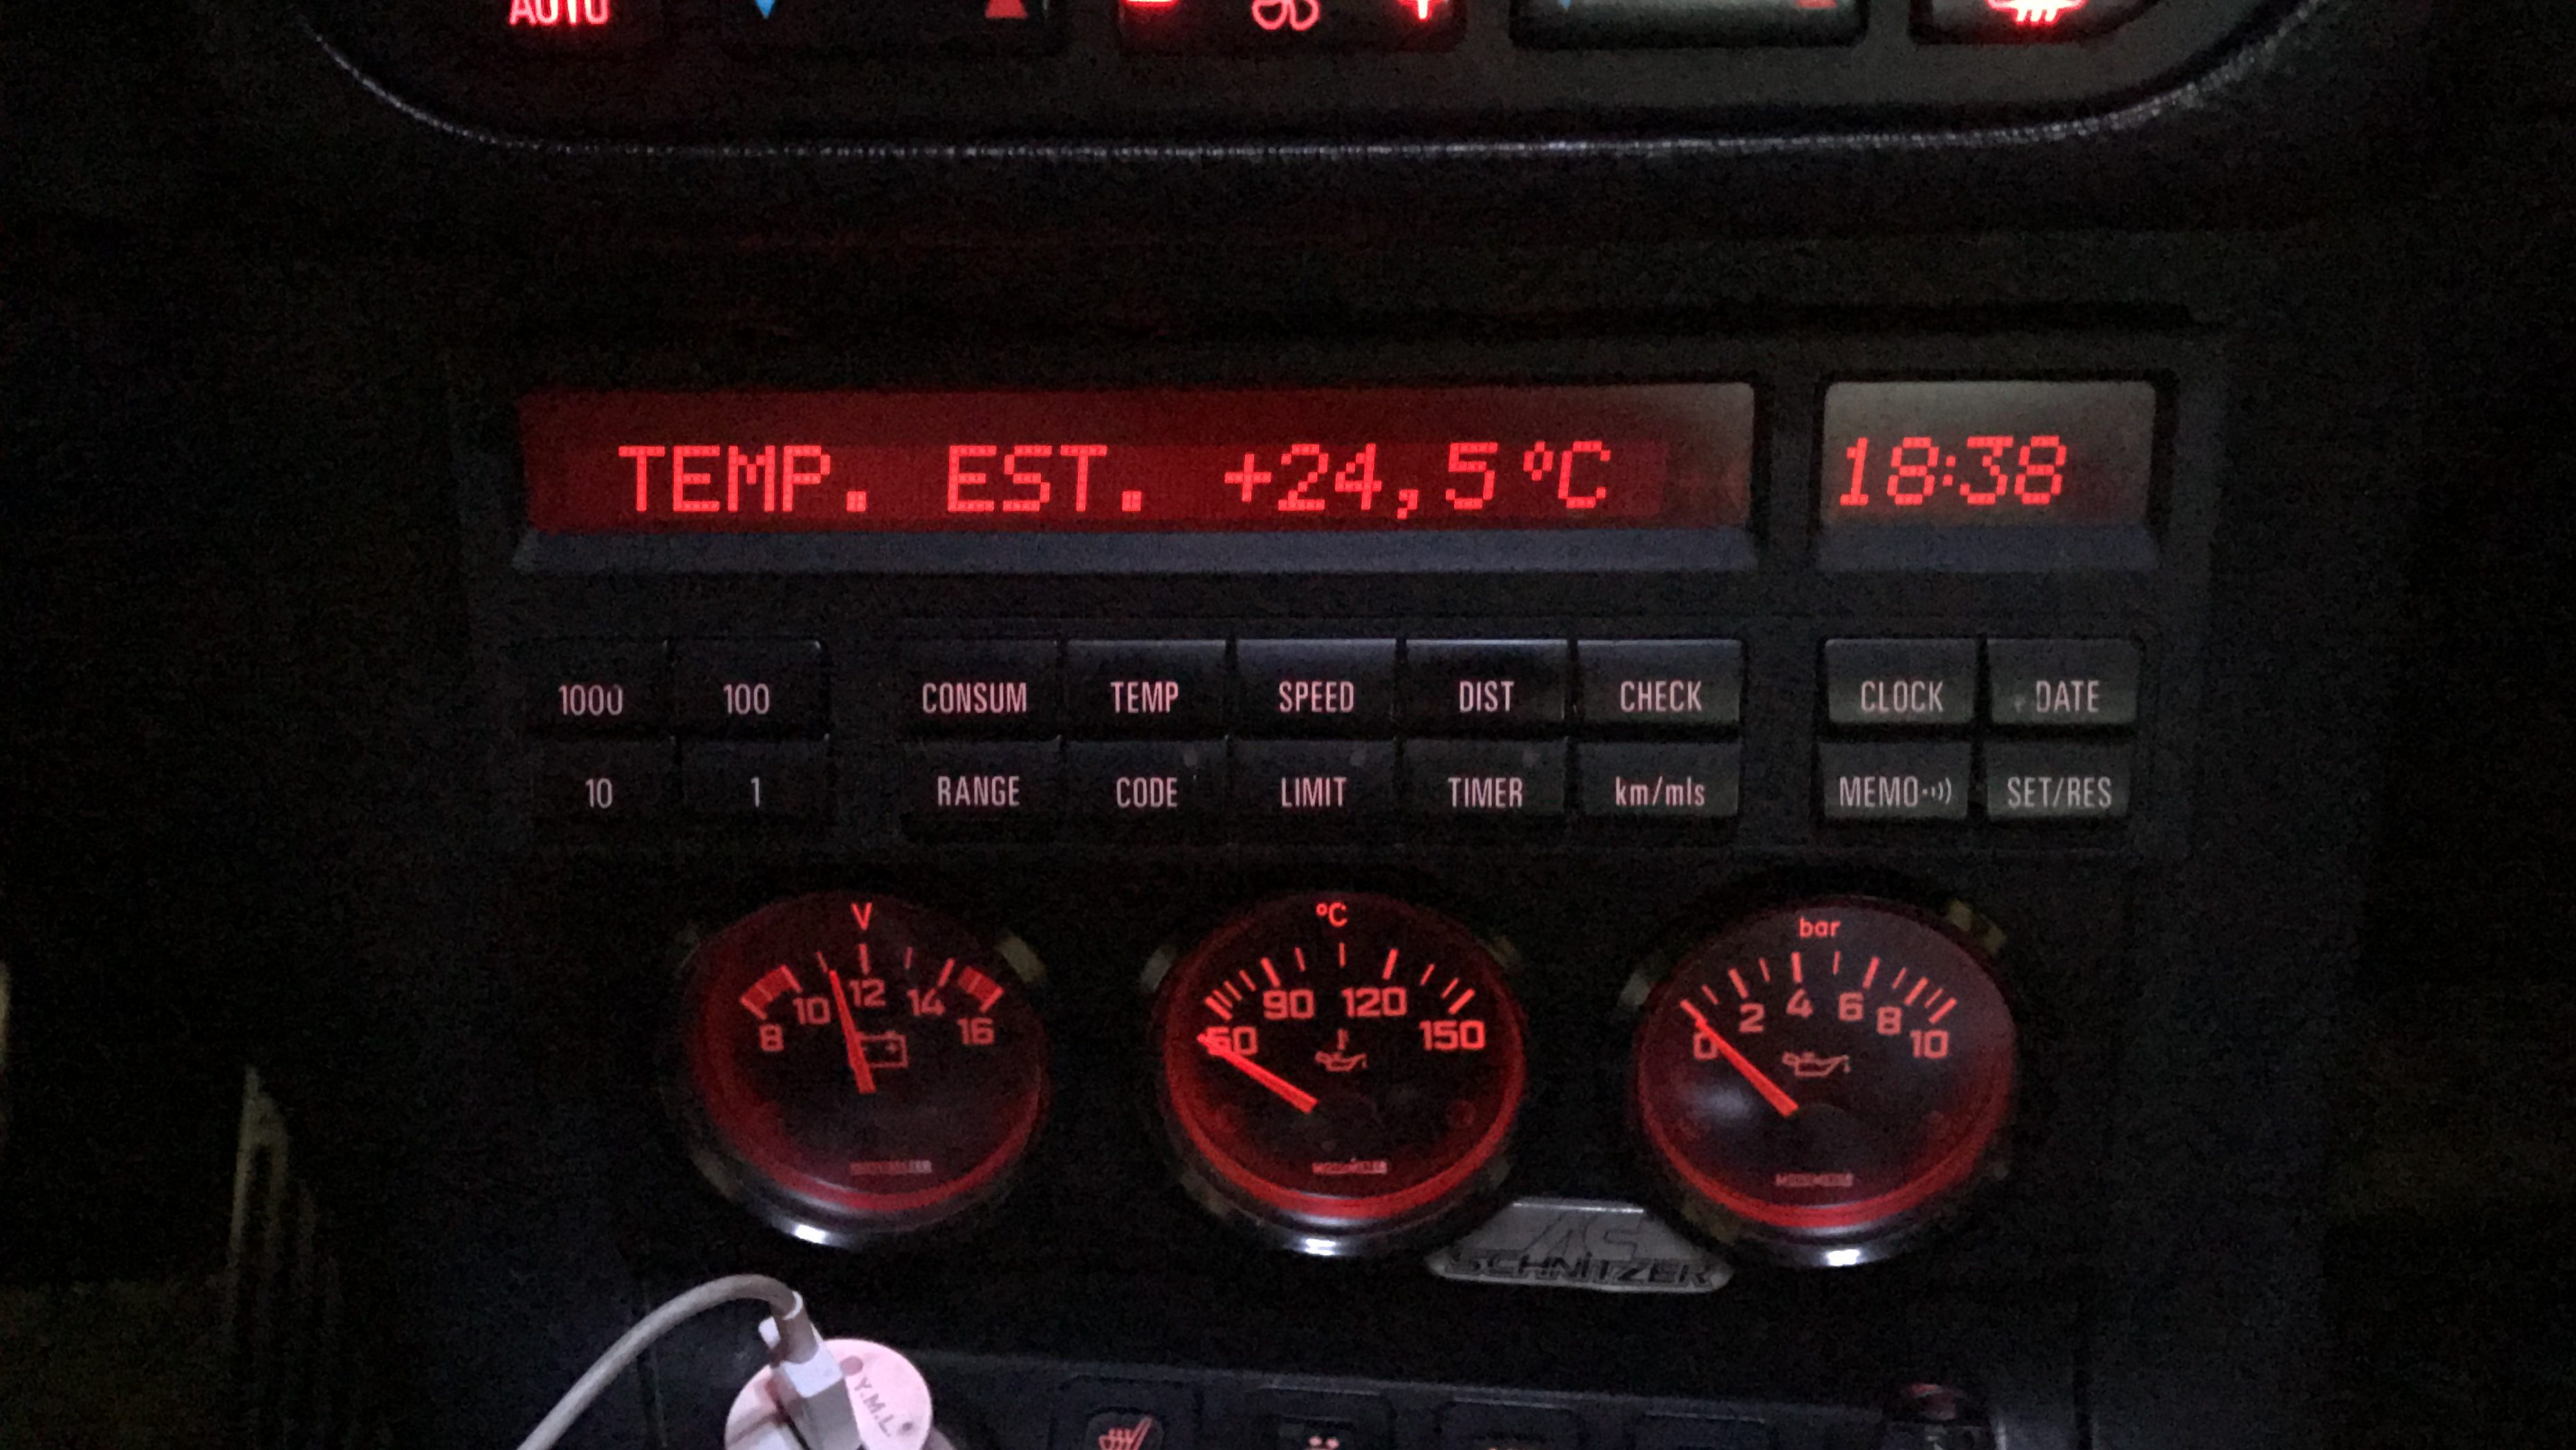 AUTO
TEMP. EST. +24,5°C 18:38
1000 100 CONSUM TEMP SPEED DIST CHECK CLOCK DATE
10 1 RANGE CODE LIMIT TIMER km/mls MEMO SET/RES
V °C bar
8 10 12 14 16
60 90 120 150
0 2 4 6 8 10
AC
SCHNITZER
Y.M.L